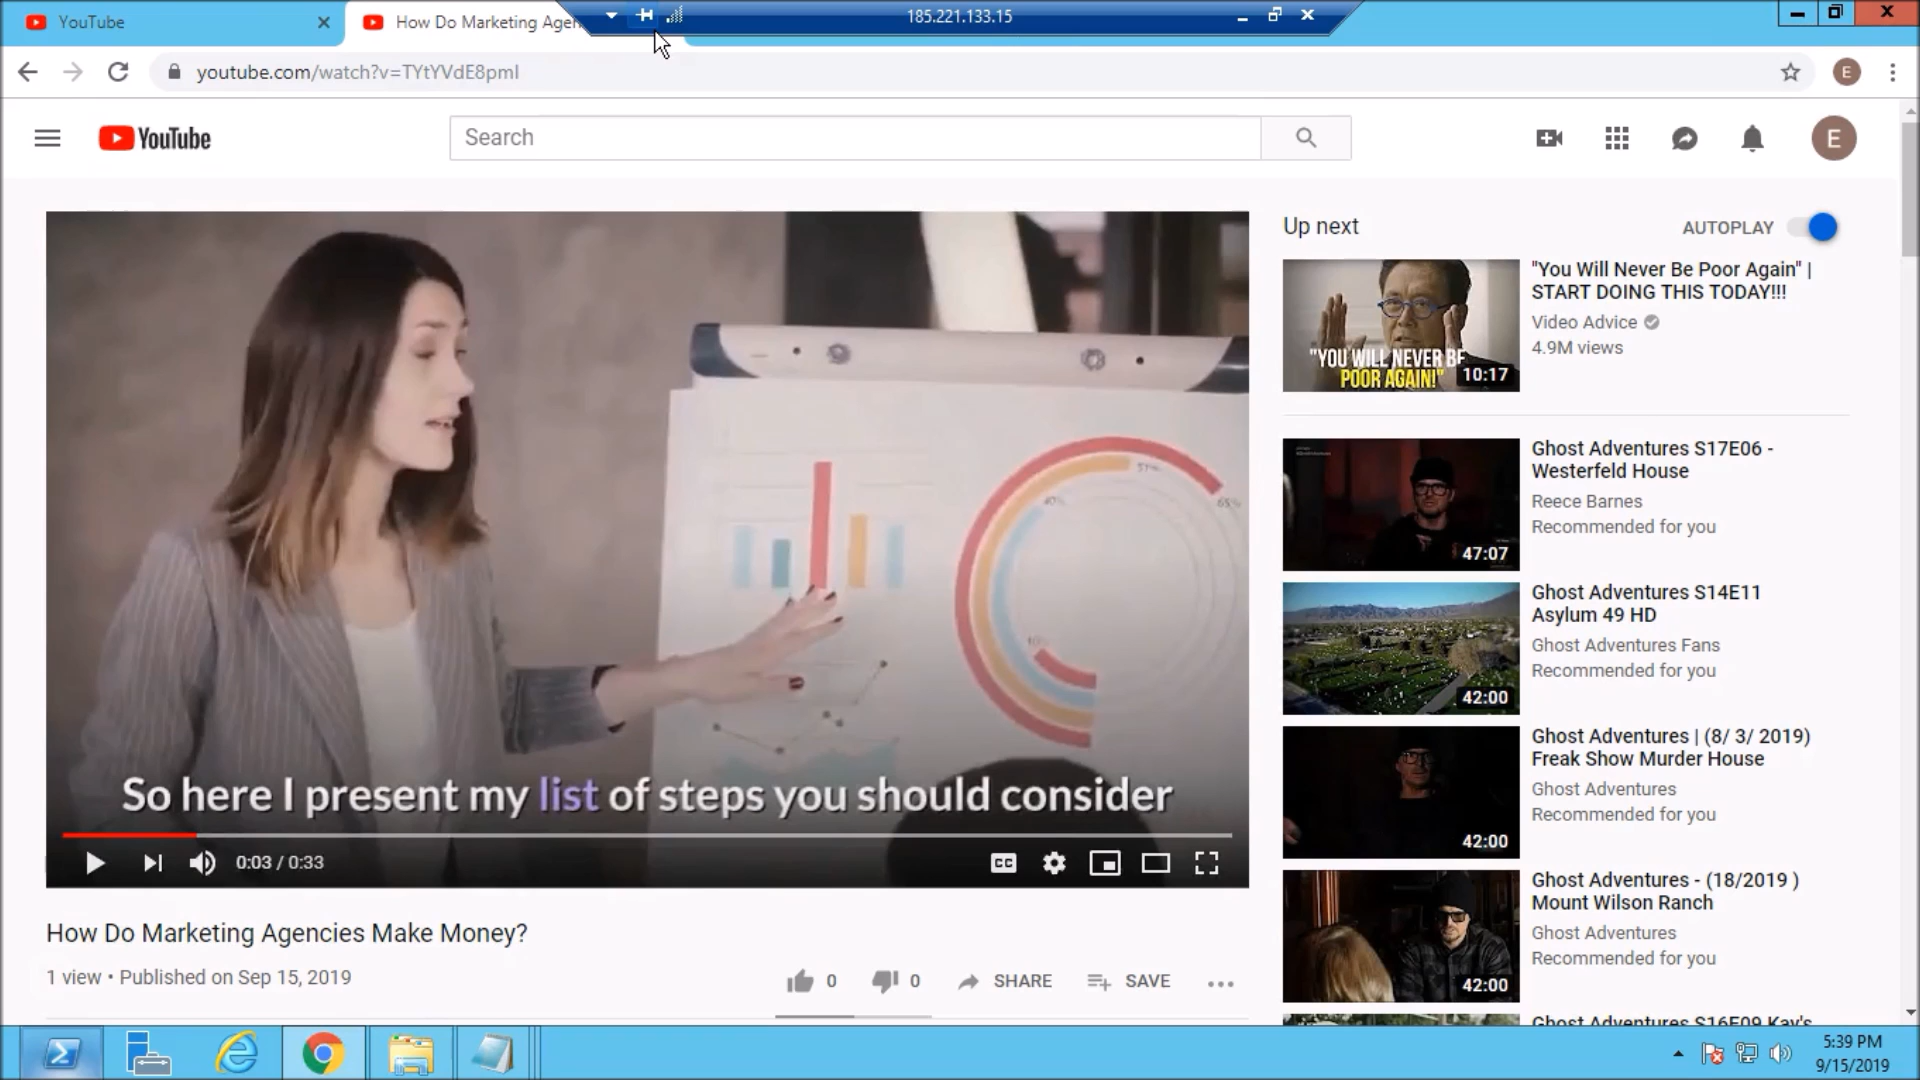 YouTube
How Do Marketing Agen
185.221.133.15
youtube.com/watch?v=TYtYVdE8pmI
E
YouTube
Search
E
So here I present my list of steps you should consider
0:03 / 0:33
CC
How Do Marketing Agencies Make Money?
1 view • Published on Sep 15, 2019
0
0
SHARE
SAVE
Up next
AUTOPLAY
"YOU WILL NEVER BE
POOR AGAIN!"
10:17
"You Will Never Be Poor Again" |
START DOING THIS TODAY!!!
Video Advice
4.9M views
47:07
Ghost Adventures S17E06 -
Westerfeld House
Reece Barnes
Recommended for you
42:00
Ghost Adventures S14E11
Asylum 49 HD
Ghost Adventures Fans
Recommended for you
42:00
Ghost Adventures | (8/ 3/ 2019)
Freak Show Murder House
Ghost Adventures
Recommended for you
42:00
Ghost Adventures - (18/2019 )
Mount Wilson Ranch
Ghost Adventures
Recommended for you
Ghost Adventures S16E09 Kay's
5:39 PM
9/15/2019